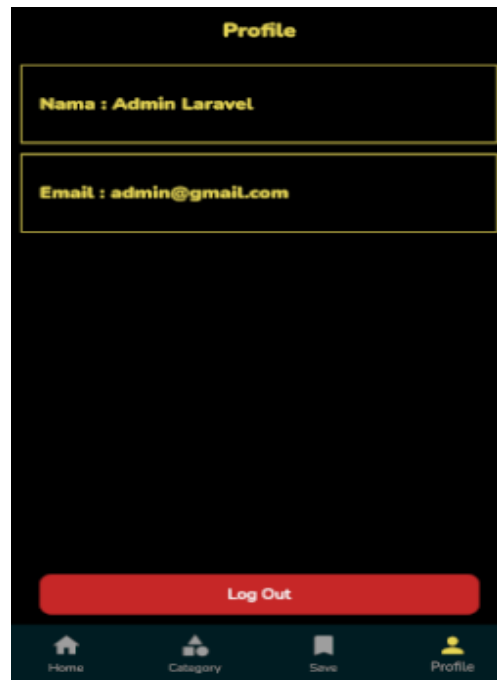 Profile
Nama : Admin Laravel
Email : admin@gmail.com
Log Out
Home Category Save Profile